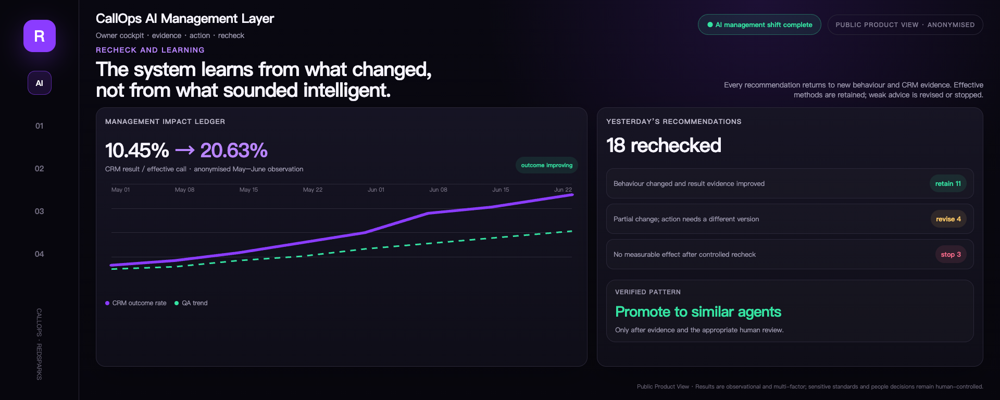 R
AI
01
02
03
04
CALLOPS · REDSPARKS
CallOps AI Management Layer
Owner cockpit · evidence · action · recheck
AI management shift complete
PUBLIC PRODUCT VIEW · ANONYMISED
RECHECK AND LEARNING
The system learns from what changed,
not from what sounded intelligent.
Every recommendation returns to new behaviour and CRM evidence. Effective
methods are retained; weak advice is revised or stopped.
MANAGEMENT IMPACT LEDGER
10.45% → 20.63%
CRM result / effective call · anonymised May–June observation
outcome improving
May 01 May 08 May 15 May 22 Jun 01 Jun 08 Jun 15 Jun 22
CRM outcome rate QA trend
YESTERDAY’S RECOMMENDATIONS
18 rechecked
Behaviour changed and result evidence improved retain 11
Partial change; action needs a different version revise 4
No measurable effect after controlled recheck stop 3
VERIFIED PATTERN
Promote to similar agents
Only after evidence and the appropriate human review.
Public Product View · Results are observational and multi-factor; sensitive standards and people decisions remain human-controlled.